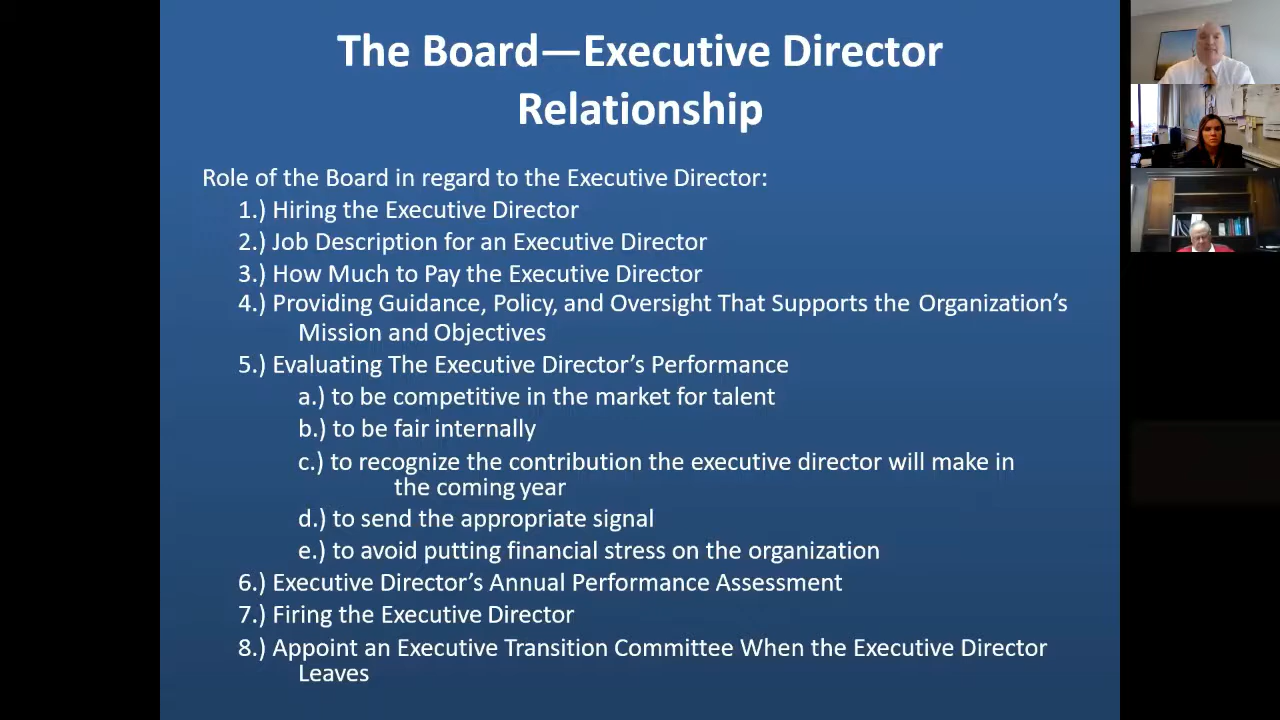 The Board—Executive Director
Relationship
Role of the Board in regard to the Executive Director:
1.) Hiring the Executive Director
2.) Job Description for an Executive Director
3.) How Much to Pay the Executive Director
4.) Providing Guidance, Policy, and Oversight That Supports the Organization's
Mission and Objectives
5.) Evaluating The Executive Director's Performance
a.) to be competitive in the market for talent
b.) to be fair internally
c.) to recognize the contribution the executive director will make in
the coming year
d.) to send the appropriate signal
e.) to avoid putting financial stress on the organization
6.) Executive Director's Annual Performance Assessment
7.) Firing the Executive Director
8.) Appoint an Executive Transition Committee When the Executive Director
Leaves